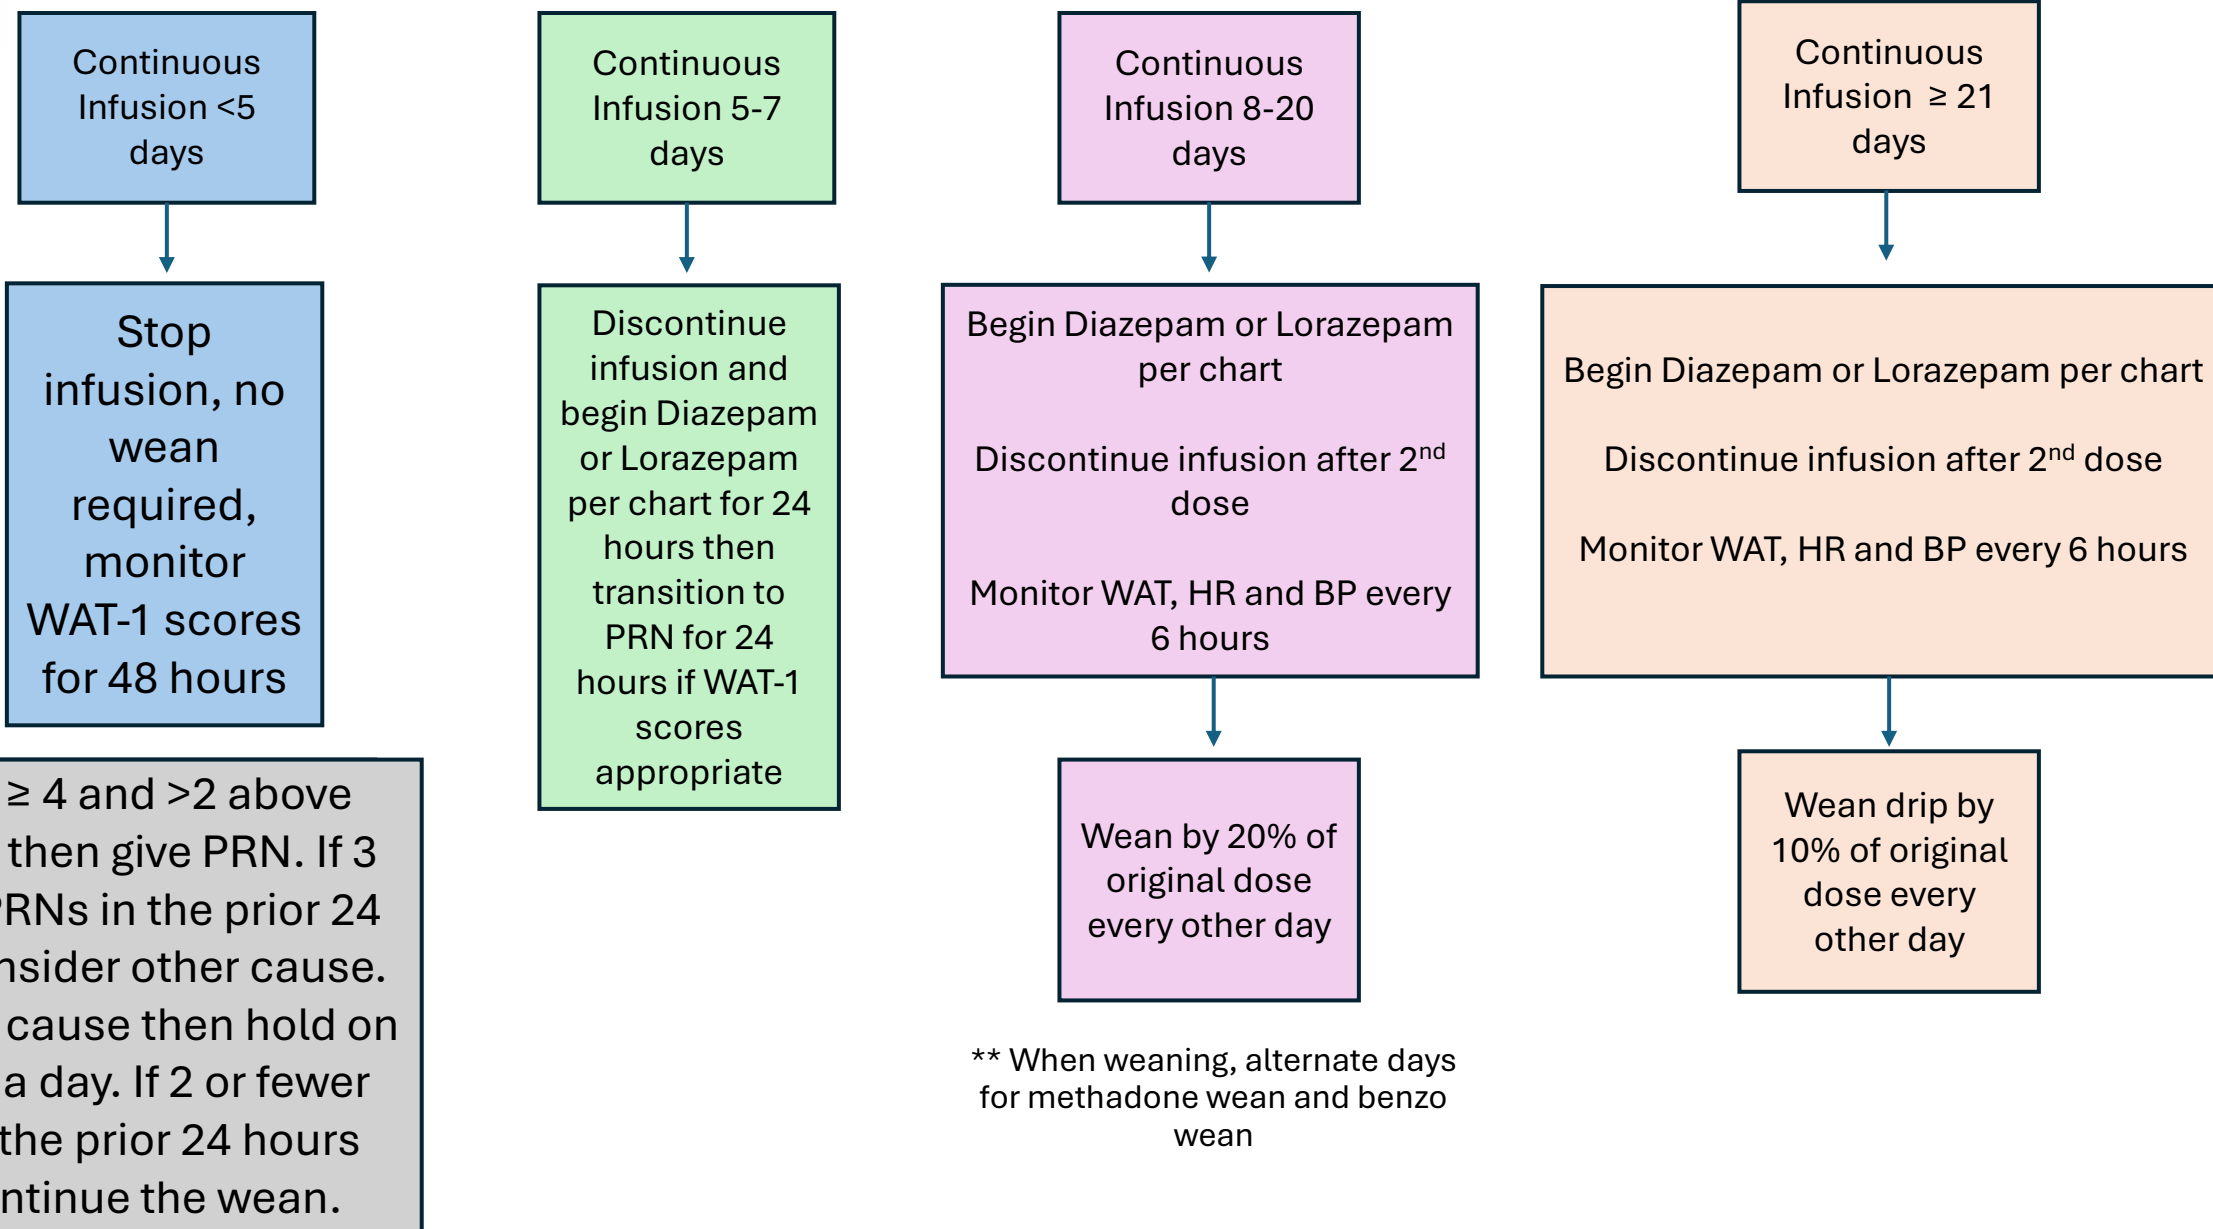 Continuous
Infusion <5
days
Stop
infusion, no
wean
required,
monitor
WAT-1 scores
for 48 hours
≥ 4 and >2 above
then give PRN. If 3
PRNs in the prior 24
other cause.
cause then hold on
a day. If 2 or fewer
the prior 24 hours
the wean.
Continuous
Infusion 5-7
days
Discontinue
infusion and
begin Diazepam
or Lorazepam
per chart for 24
hours then
transition to
PRN for 24
hours if WAT-1
scores
appropriate
Continuous
Infusion 8-20
days
Begin Diazepam or Lorazepam
per chart
Discontinue infusion after 2nd
dose
Monitor WAT, HR and BP every
6 hours
Wean by 20% of
original dose
every other day
** When weaning, alternate days
for methadone wean and benzo
wean
Continuous
Infusion ≥ 21
days
Begin Diazepam or Lorazepam per chart
Discontinue infusion after 2nd dose
Monitor WAT, HR and BP every 6 hours
Wean drip by
10% of original
dose every
other day